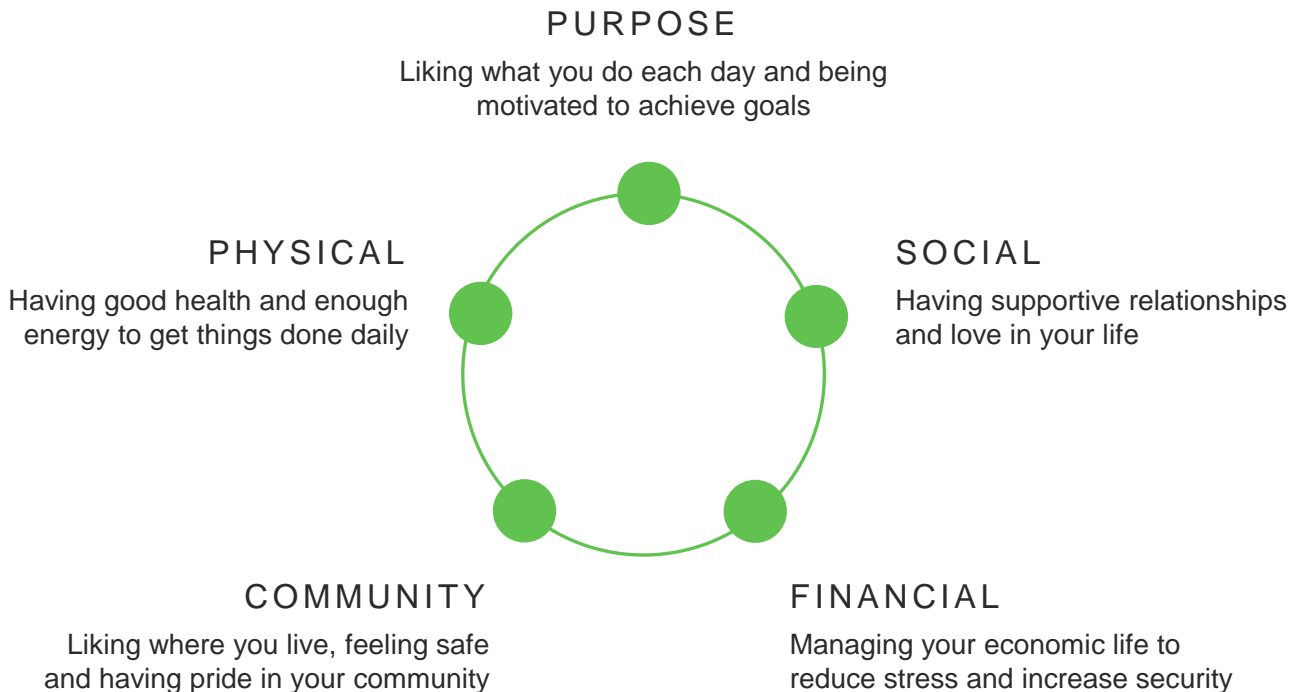 PURPOSE
Liking what you do each day and being
motivated to achieve goals
PHYSICAL
Having good health and enough
energy to get things done daily
SOCIAL
Having supportive relationships
and love in your life
COMMUNITY
Liking where you live, feeling safe
and having pride in your community
FINANCIAL
Managing your economic life to
reduce stress and increase security